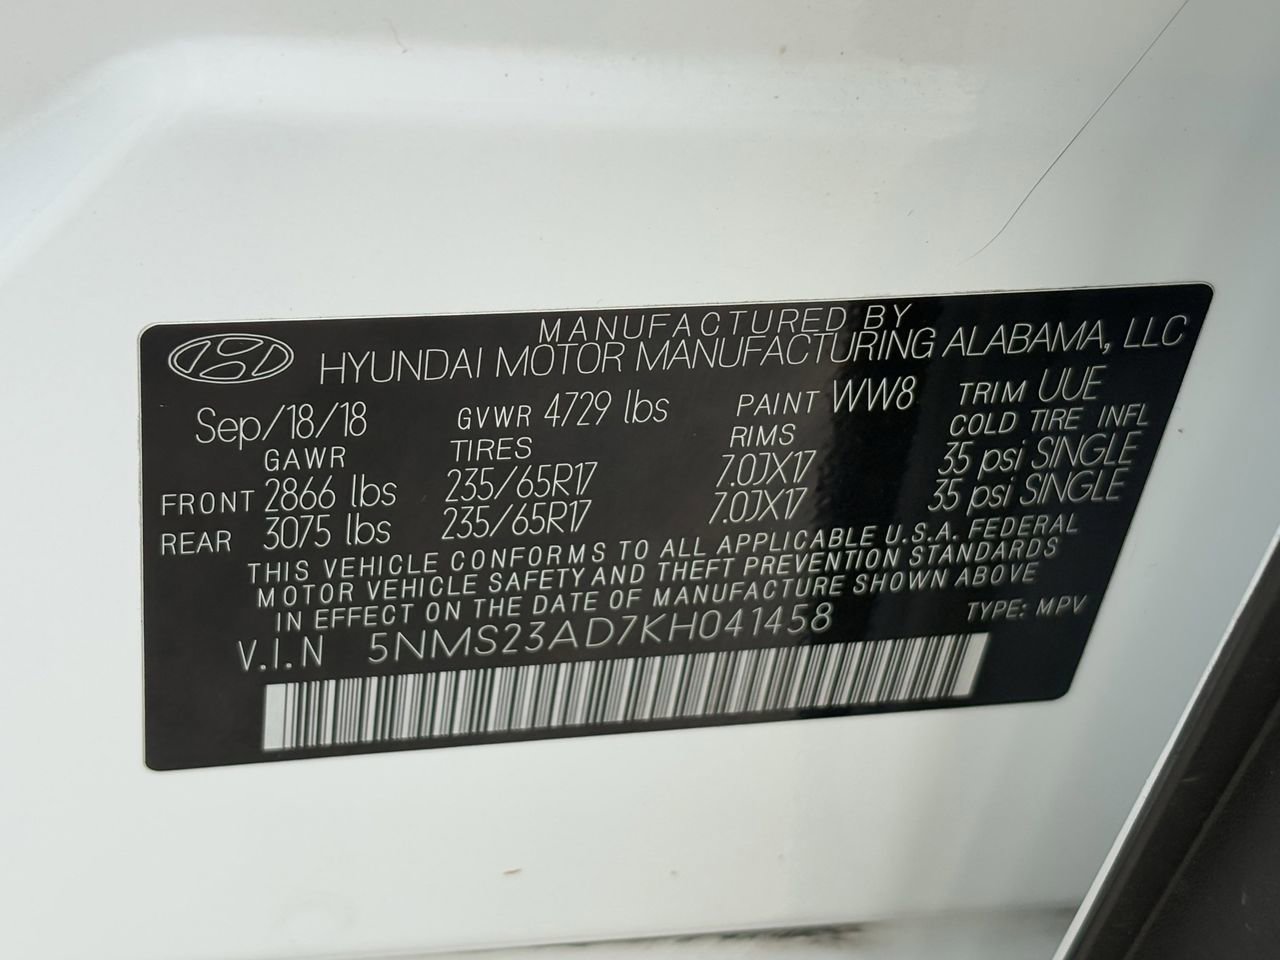 MANUFACTURED BY
HYUNDAI MOTOR MANUFACTURING ALABAMA, LLC
Sep/18/18 GVWR 4729 lbs PAINT WW8 TRIM UUE
GAWR TIRES RIMS COLD TIRE INFL
FRONT 2866 lbs 235/65R17 7.0JX17 35 psi SINGLE
REAR 3075 lbs 235/65R17 7.0JX17 35 psi SINGLE
THIS VEHICLE CONFORMS TO ALL APPLICABLE U.S.A. FEDERAL
MOTOR VEHICLE SAFETY AND THEFT PREVENTION STANDARDS
IN EFFECT ON THE DATE OF MANUFACTURE SHOWN ABOVE
V.I.N 5NMS23AD7KH041458 TYPE: MPV